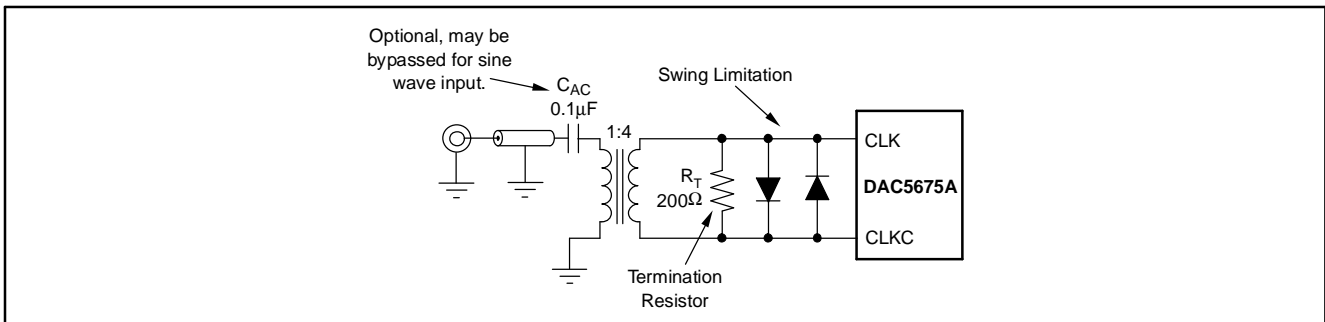 Optional, may be
bypassed for sine
wave input.
Swing Limitation
C_AC
0.1μF
1:4
CLK
R_T
200Ω
DAC5675A
CLKC
Termination
Resistor